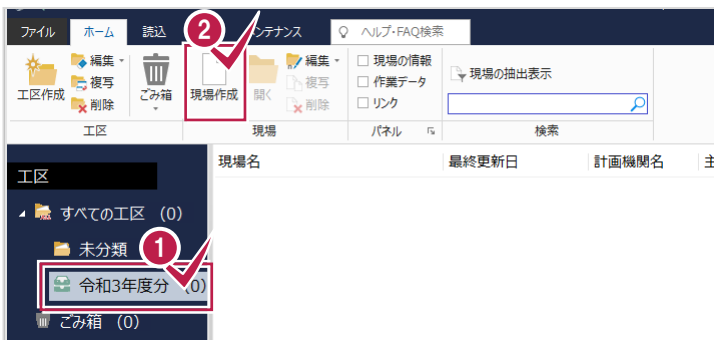 ファイル ホーム 読込 ンテナンス ヘルプ・FAQ検索
2
工区作成 編集 複写 削除 ごみ箱 現場作成 開く 編集 複写 削除 現場の情報 作業データ リンク 現場の抽出表示
工区 現場 パネル 検索
工区 現場名 最終更新日 計画機関名 主
すべての工区 (0)
未分類
1
令和3年度分 (0)
ごみ箱 (0)